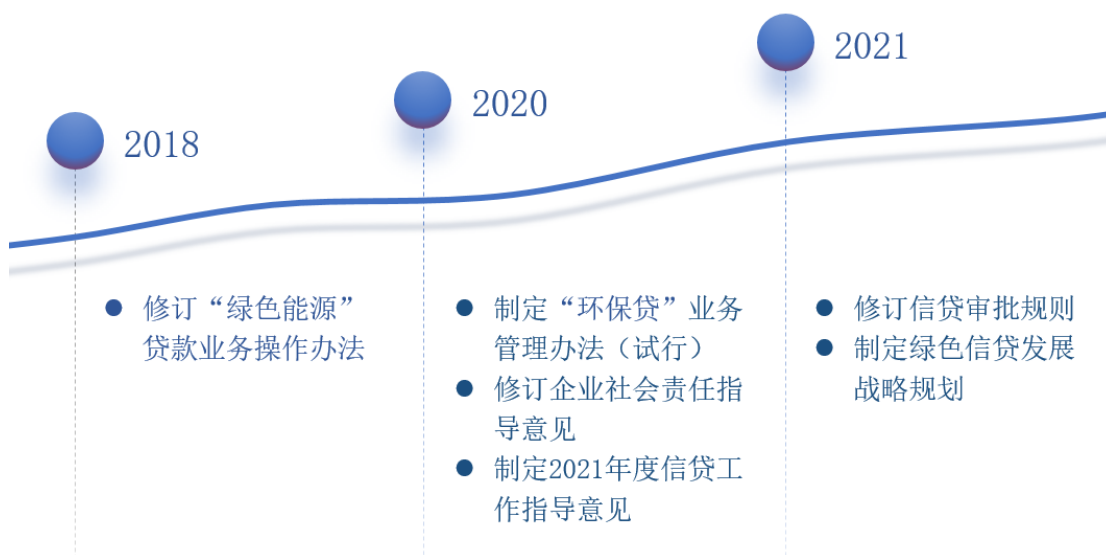 2018
修订“绿色能源”
贷款业务操作办法
2020
制定“环保贷”业务
管理办法（试行）
修订企业社会责任指
导意见
制定2021年度信贷工
作指导意见
2021
修订信贷审批规则
制定绿色信贷发展
战略规划